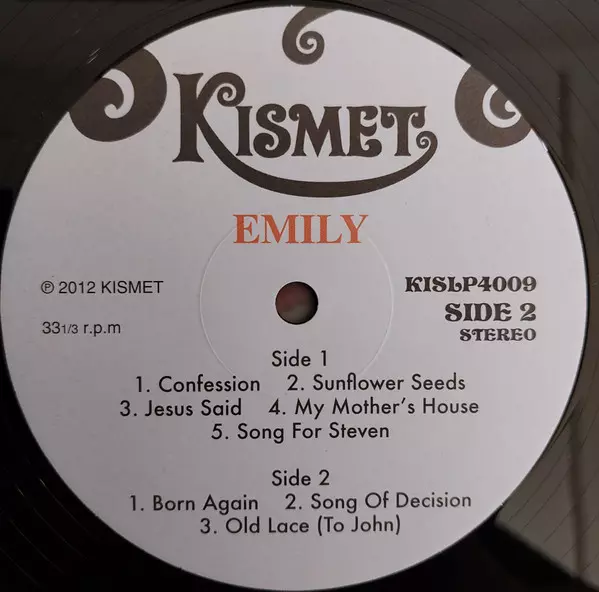 KISMET
EMILY
℗ 2012 KISMET
KISLP4009
33 1/3 r.p.m
SIDE 2
STEREO
Side 1
1. Confession 2. Sunflower Seeds
3. Jesus Said 4. My Mother's House
5. Song For Steven
Side 2
1. Born Again 2. Song Of Decision
3. Old Lace (To John)